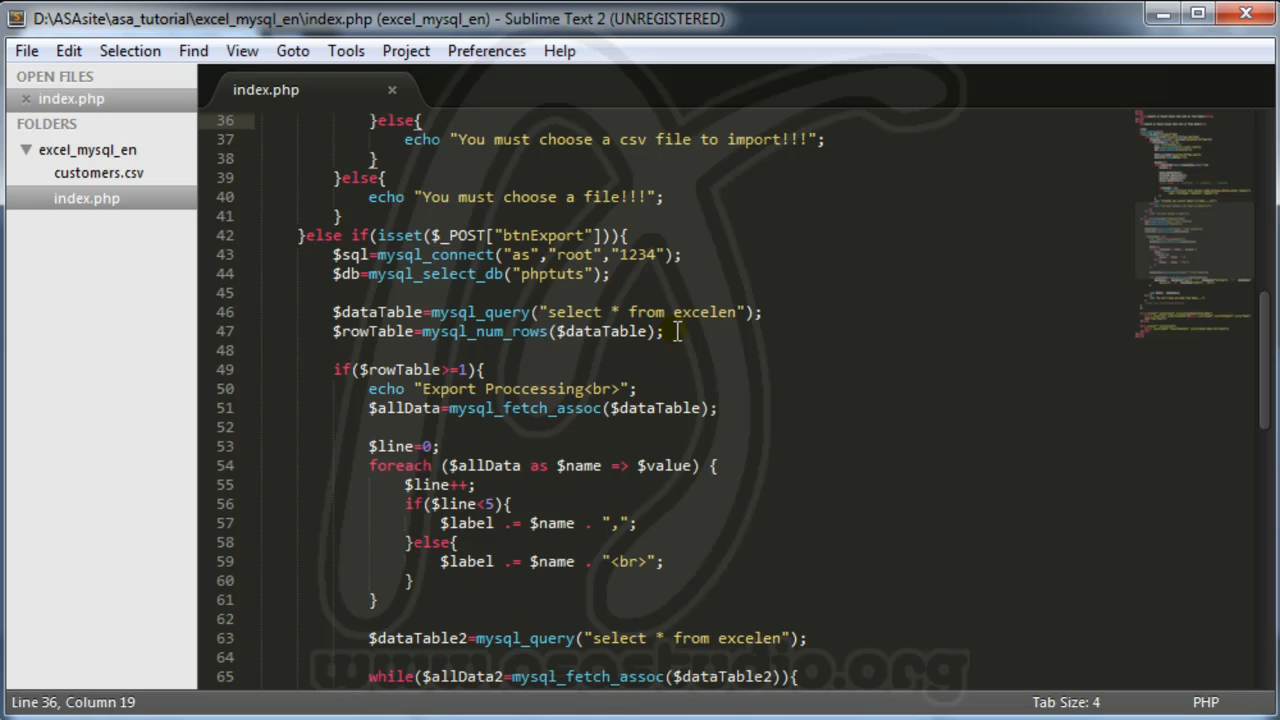 D:\ASAsite\asa_tutorial\excel_mysql_en\index.php (excel_mysql_en) - Sublime Text 2 (UNREGISTERED)
File Edit Selection Find View Goto Tools Project Preferences Help
OPEN FILES
index.php
FOLDERS
excel_mysql_en
customers.csv
index.php
index.php
36 }else{
37 echo "You must choose a csv file to import!!!";
38 }
39 }else{
40 echo "You must choose a file!!!";
41 }
42 }else if(isset($_POST["btnExport"])){
43 $sql=mysql_connect("as","root","1234");
44 $db=mysql_select_db("phptuts");
45
46 $dataTable=mysql_query("select * from excelen");
47 $rowTable=mysql_num_rows($dataTable);
48
49 if($rowTable>=1){
50 echo "Export Proccessing<br>";
51 $allData=mysql_fetch_assoc($dataTable);
52
53 $line=0;
54 foreach ($allData as $name => $value) {
55 $line++;
56 if($line<5){
57 $label .= $name . ",";
58 }else{
59 $label .= $name . "<br>";
60 }
61 }
62
63 $dataTable2=mysql_query("select * from excelen");
64
65 while($allData2=mysql_fetch_assoc($dataTable2)){
Line 36, Column 19
Tab Size: 4
PHP